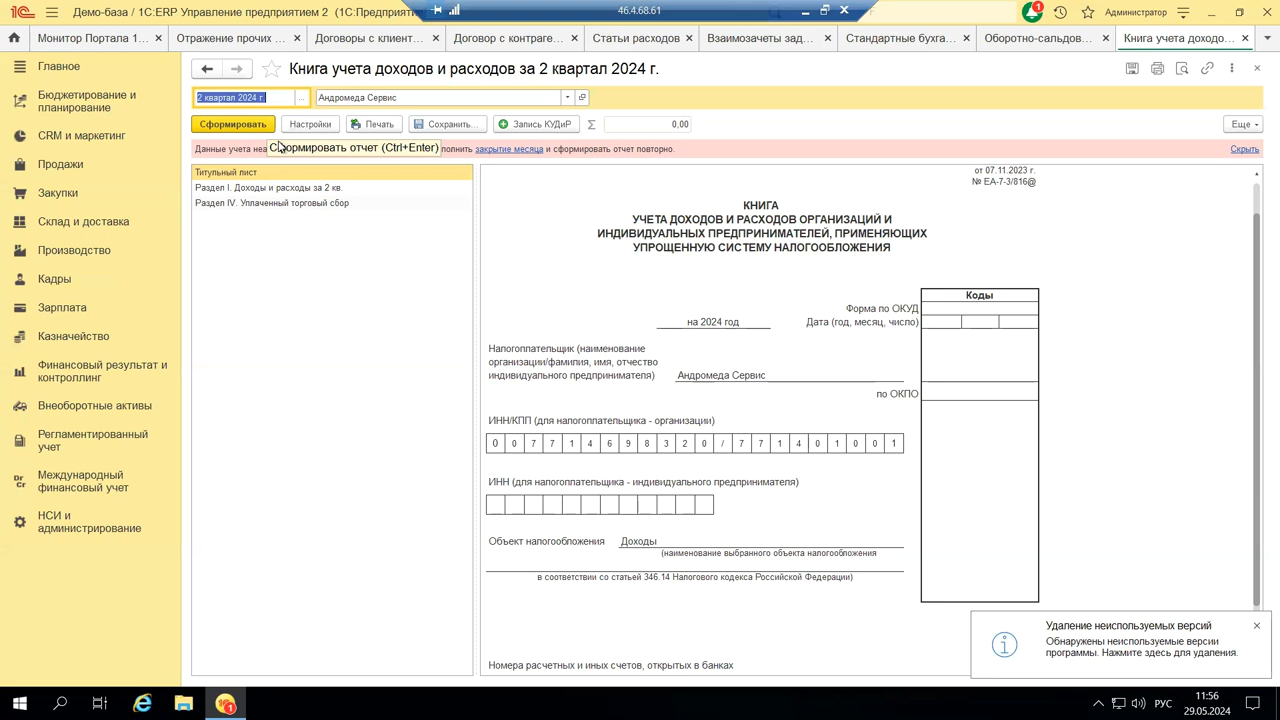 Демо-база / 1С:ERP Управление предприятием 2 (1С:Предприяти
46.4.68.61
1
Администратор
Монитор Портала 1...
Отражение прочих ...
Договоры с клиент...
Договор с контраге...
Статьи расходов
Взаимозачеты зад...
Стандартные бухга...
Оборотно-сальдов...
Книга учета доходо...
Главное
Бюджетирование и
планирование
CRM и маркетинг
Продажи
Закупки
Склад и доставка
Производство
Кадры
Зарплата
Казначейство
Финансовый результат и
контроллинг
Внеоборотные активы
Регламентированный
учет
Международный
финансовый учет
НСИ и
администрирование
Книга учета доходов и расходов за 2 квартал 2024 г.
2 квартал 2024 г.
...
Андромеда Сервис
Сформировать
Настройки
Печать
Сохранить...
Запись КУДиР
Σ
0,00
Еще
Данные учета неа
Сформировать отчет (Ctrl+Enter)
полнить закрытие месяца и сформировать отчет повторно.
Скрыть
Титульный лист
Раздел I. Доходы и расходы за 2 кв.
Раздел IV. Уплаченный торговый сбор
от 07.11.2023 г.
№ ЕА-7-3/816@
КНИГА
УЧЕТА ДОХОДОВ И РАСХОДОВ ОРГАНИЗАЦИЙ И
ИНДИВИДУАЛЬНЫХ ПРЕДПРИНИМАТЕЛЕЙ, ПРИМЕНЯЮЩИХ
УПРОЩЕННУЮ СИСТЕМУ НАЛОГООБЛОЖЕНИЯ
Коды
Форма по ОКУД
на 2024 год
Дата (год, месяц, число)
Налогоплательщик (наименование
организации/фамилия, имя, отчество
индивидуального предпринимателя)
Андромеда Сервис
по ОКПО
ИНН/КПП (для налогоплательщика - организации)
0 0 7 7 1 4 6 9 8 3 2 0 / 7 7 1 4 0 1 0 0 1
ИНН (для налогоплательщика - индивидуального предпринимателя)
Объект налогообложения
Доходы
(наименование выбранного объекта налогообложения
в соответствии со статьей 346.14 Налогового кодекса Российской Федерации)
Номера расчетных и иных счетов, открытых в банках
Удаление неиспользуемых версий
Обнаружены неиспользуемые версии
программы. Нажмите здесь для удаления.
1
РУС
11:56
29.05.2024